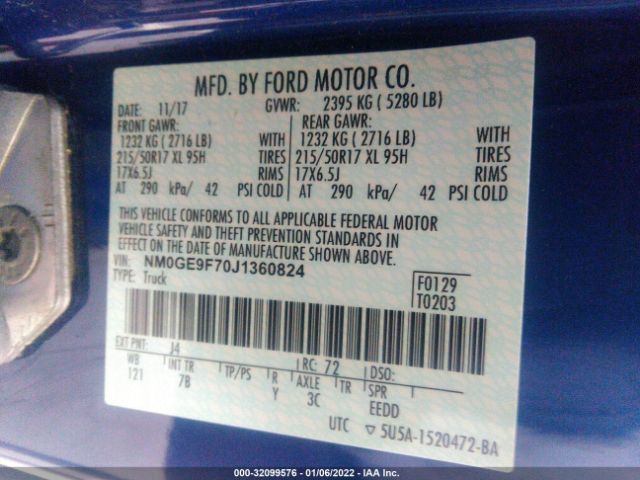 MFD. BY FORD MOTOR CO.
DATE: 11/17 GVWR: 2395 KG ( 5280 LB)
FRONT GAWR: REAR GAWR:
1232 KG ( 2716 LB) WITH 1232 KG ( 2716 LB) WITH
215/50R17 XL 95H TIRES 215/50R17 XL 95H TIRES
17X6.5J RIMS 17X6.5J RIMS
AT 290 kPa/ 42 PSI COLD AT 290 kPa/ 42 PSI COLD
THIS VEHICLE CONFORMS TO ALL APPLICABLE FEDERAL MOTOR
VEHICLE SAFETY AND THEFT PREVENTION STANDARDS IN
EFFECT ON THE DATE OF MANUFACTURE SHOWN ABOVE.
VIN: NM0GE9F70J1360824 F0129
TYPE: Truck T0203
EXT PNT: J4 RC: 72 DSO:
WB INT TR TP/PS R AXLE TR SPR
121 7B Y 3C EEDD
UTC ▽ 5U5A-1520472-BA
000-32099576 - 01/06/2022 - IAA Inc.